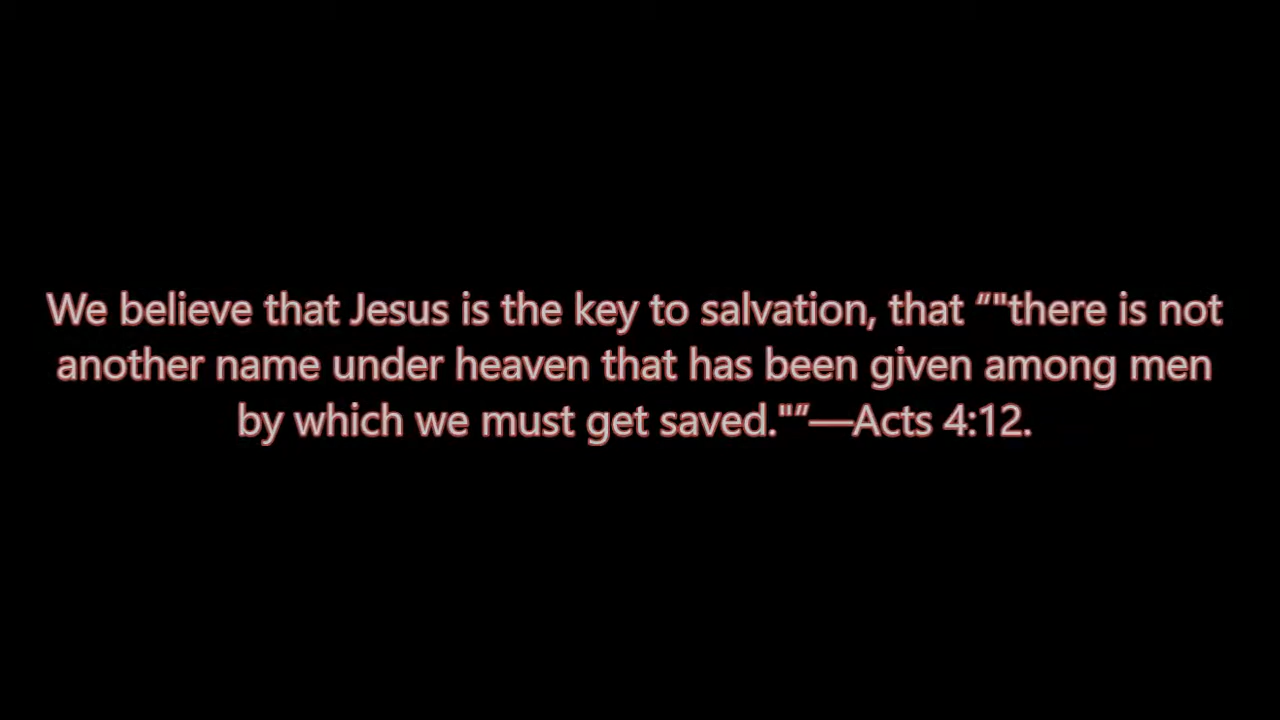 We believe that Jesus is the key to salvation, that “"there is not
another name under heaven that has been given among men
by which we must get saved."”—Acts 4:12.